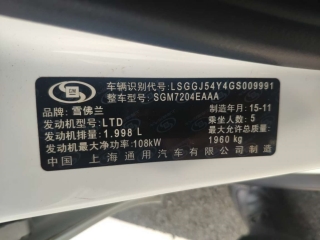 车辆识别代号: LSGGJ54Y4GS009991
整车型号: SGM7204EAAA
品牌: 雪佛兰 制造年月: 15-11
发动机型号: LTD 乘坐人数: 5
发动机排量: 1.998 L 最大允许总质量:
发动机最大净功率: 108kW 1960 kg
中国 上海通用汽车有限公司